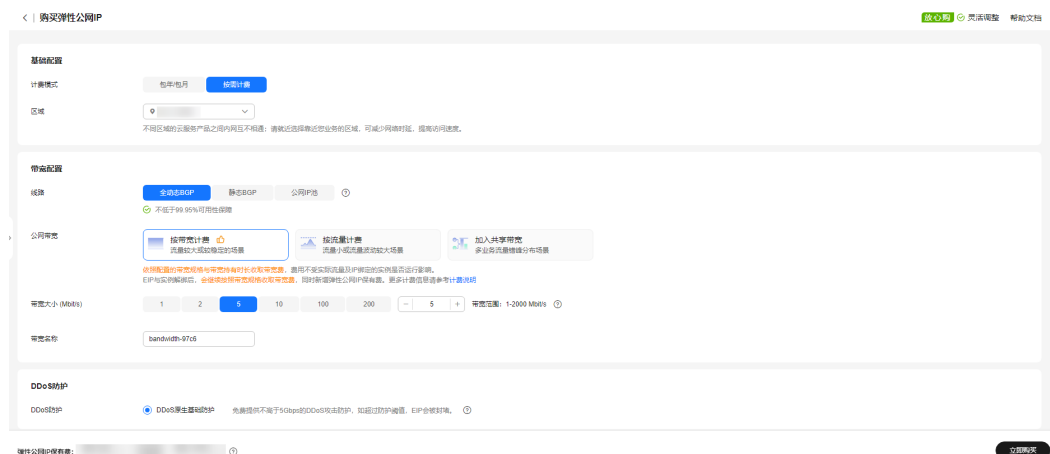 购买弹性公网IP
放心购 灵活调整 帮助文档
基础配置
计费模式 包年/包月 按需计费
区域
不同区域的云服务产品之间内网互不相通；请就近选择靠近您业务的区域，可减少网络时延，提高访问速度。
带宽配置
线路 全动态BGP 静态BGP 公网IP池
不低于99.95%可用性保障
公网带宽 按带宽计费 按流量计费 加入共享带宽
流量较大或较稳定的场景 流量小或流量波动较大场景 多业务流量错峰分布场景
依照配置的带宽规格与带宽持有时长收取带宽费，费用不受实际流量及IP绑定的实例是否运行影响。
EIP与实例解绑后，会继续按照带宽规格收取带宽费，同时新增弹性公网IP保有费。更多计费信息请参考计费说明
带宽大小 (Mbit/s) 1 2 5 10 100 200 - 5 + 带宽范围：1-2000 Mbit/s
带宽名称 bandwidth-97c6
DDoS防护
DDoS防护 DDoS原生基础防护 免费提供不高于5Gbps的DDoS攻击防护，如超过防护阈值，EIP会被封堵。
弹性公网IP保有费： 立即购买